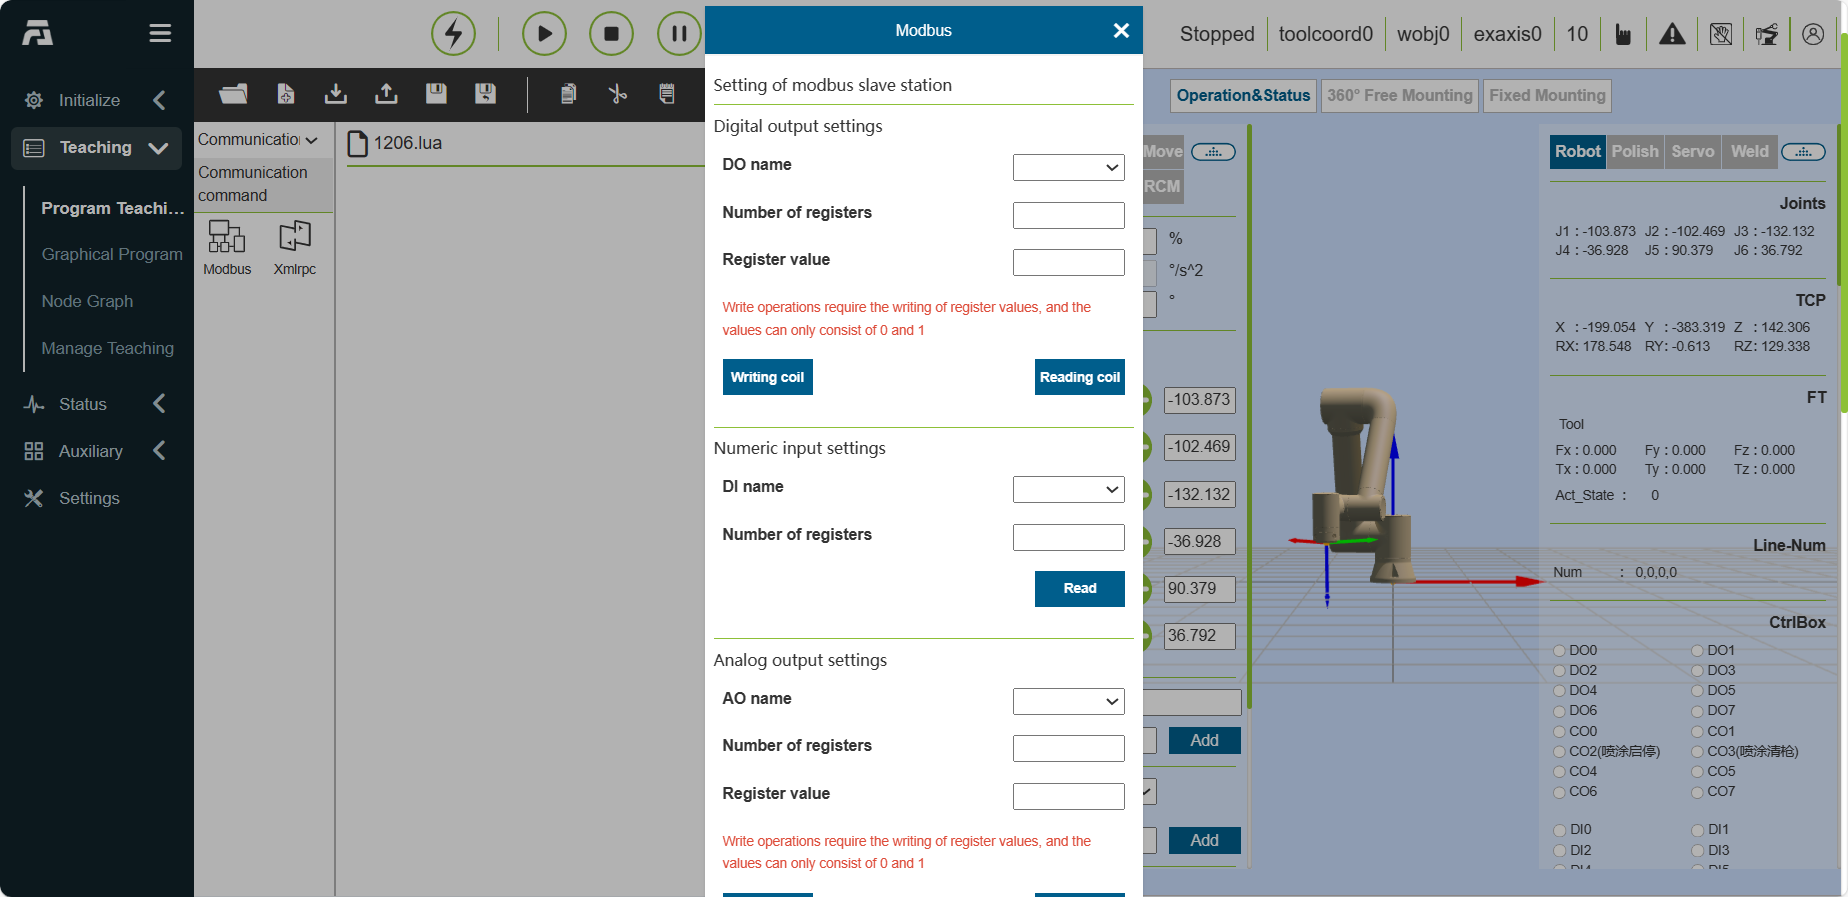 Initialize
Teaching
Program Teachi...
Graphical Program
Node Graph
Manage Teaching
Status
Auxiliary
Settings
Communication
Communication
command
Modbus
Xmlrpc
1206.lua
Modbus
Setting of modbus slave station
Digital output settings
DO name
Number of registers
Register value
Write operations require the writing of register values, and the
values can only consist of 0 and 1
Writing coil
Reading coil
Numeric input settings
DI name
Number of registers
Read
Analog output settings
AO name
Number of registers
Register value
Write operations require the writing of register values, and the
values can only consist of 0 and 1
Stopped
toolcoord0
wobj0
exaxis0
10
Operation&Status
360° Free Mounting
Fixed Mounting
Move
RCM
%
°/s^2
°
-103.873
-102.469
-132.132
-36.928
90.379
36.792
Add
Add
Robot
Polish
Servo
Weld
Joints
J1 : -103.873 J2 : -102.469 J3 : -132.132
J4 : -36.928 J5 : 90.379 J6 : 36.792
TCP
X : -199.054 Y : -383.319 Z : 142.306
RX: 178.548 RY: -0.613 RZ: 129.338
FT
Tool
Fx : 0.000 Fy : 0.000 Fz : 0.000
Tx : 0.000 Ty : 0.000 Tz : 0.000
Act_State : 0
Line-Num
Num : 0,0,0,0
CtrlBox
DO0 DO1
DO2 DO3
DO4 DO5
DO6 DO7
CO0 CO1
CO2(喷涂启停) CO3(喷涂清枪)
CO4 CO5
CO6 CO7
DI0 DI1
DI2 DI3
DI4 DI5